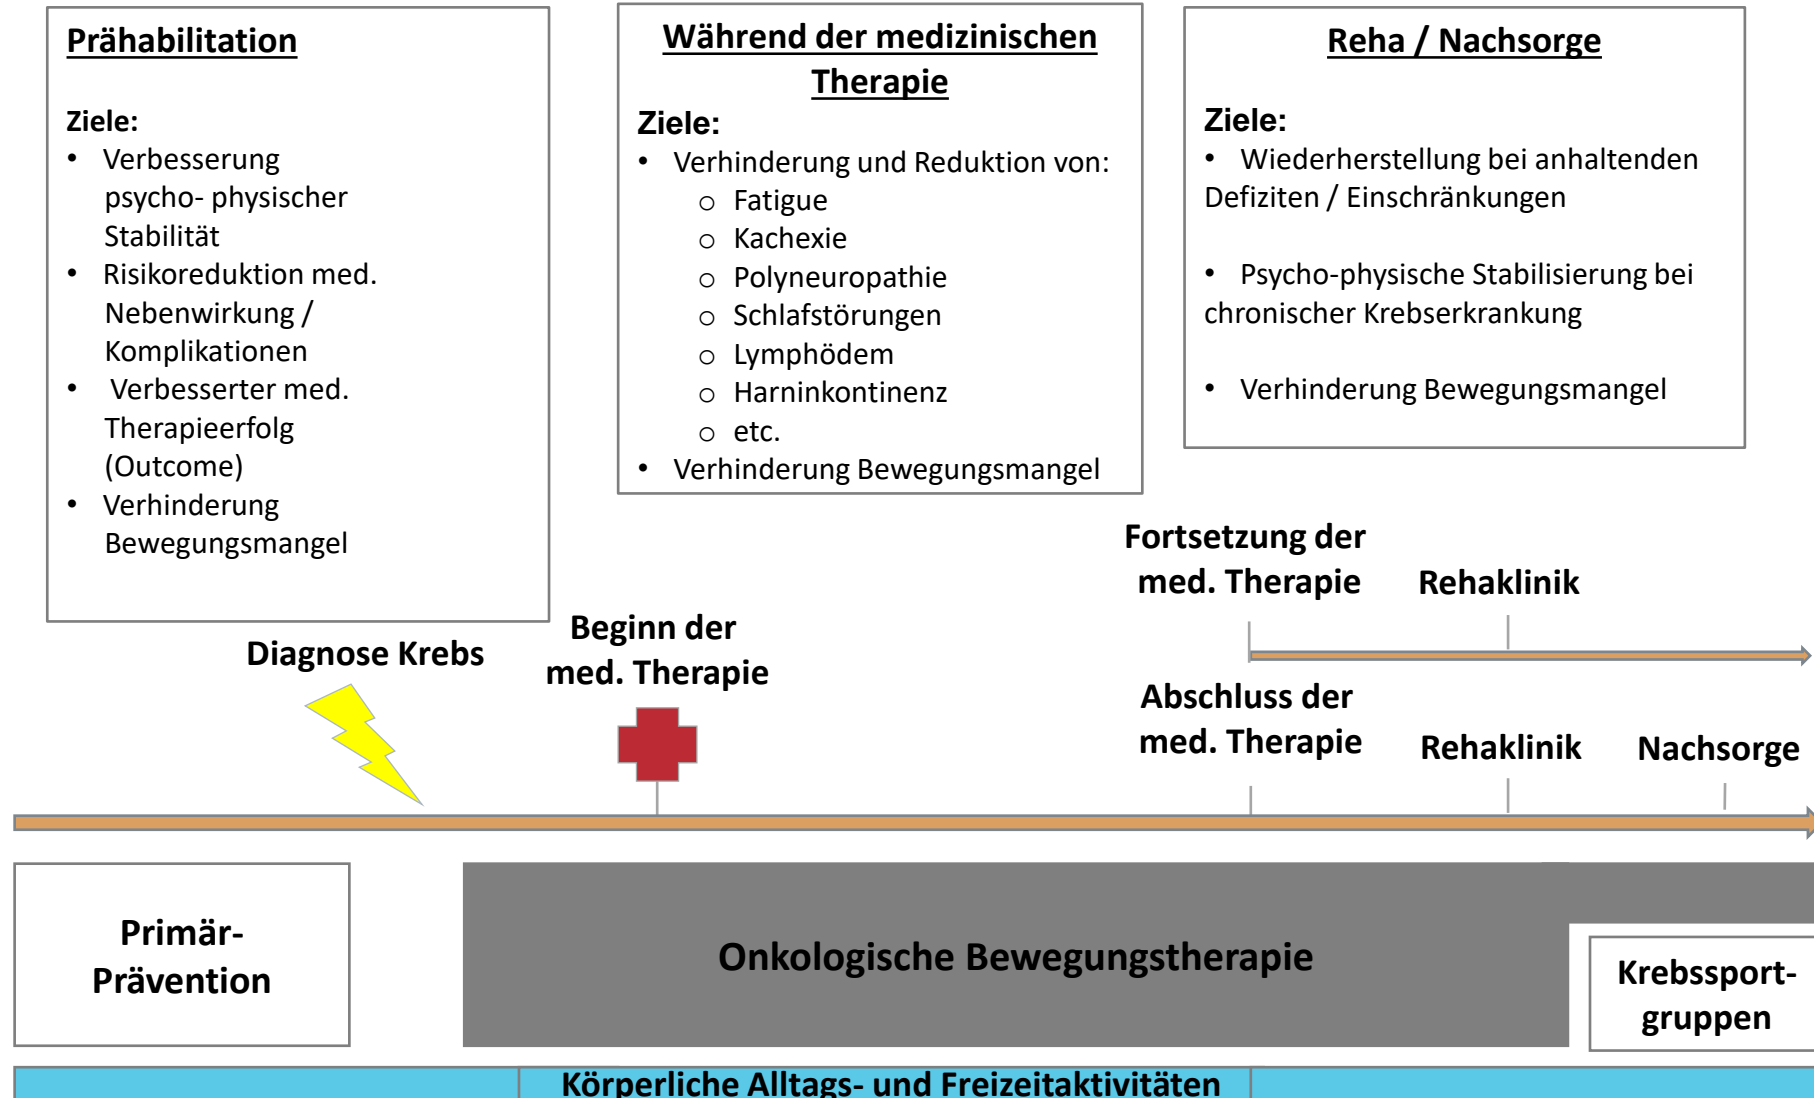 Prähabilitation
Ziele:
• Verbesserung
psycho- physischer
Stabilität
• Risikoreduktion med.
Nebenwirkung /
Komplikationen
• Verbesserter med.
Therapieerfolg
(Outcome)
• Verhinderung
Bewegungsmangel
Während der medizinischen
Therapie
Ziele:
• Verhinderung und Reduktion von:
o Fatigue
o Kachexie
o Polyneuropathie
o Schlafstörungen
o Lymphödem
o Harninkontinenz
o etc.
• Verhinderung Bewegungsmangel
Reha / Nachsorge
Ziele:
• Wiederherstellung bei anhaltenden
Defiziten / Einschränkungen
• Psycho-physische Stabilisierung bei
chronischer Krebserkrankung
• Verhinderung Bewegungsmangel
Diagnose Krebs
Beginn der
med. Therapie
Fortsetzung der
med. Therapie
Rehaklinik
Abschluss der
med. Therapie
Rehaklinik
Nachsorge
Primär-
Prävention
Onkologische Bewegungstherapie
Krebssport-
gruppen
Körperliche Alltags- und Freizeitaktivitäten